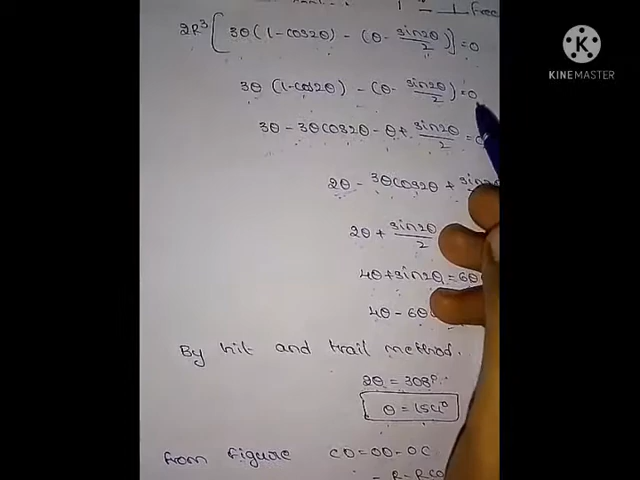 2R³[3θ(1-cos2θ) - (θ- sin2θ/2)]=0
K
KINEMASTER
3θ (1-cos2θ) -(θ- sin2θ/2)=0
3θ - 3θcos2θ - θ + sin2θ/2 = 0
2θ - 3θcos2θ + sin2θ
2θ + sin2θ/2
4θ+sin2θ = 6θ
4θ - 6θ
By hit and trail method.
2θ = 308°
θ = 154°
from figure CD=OD-OC
= R-RCO